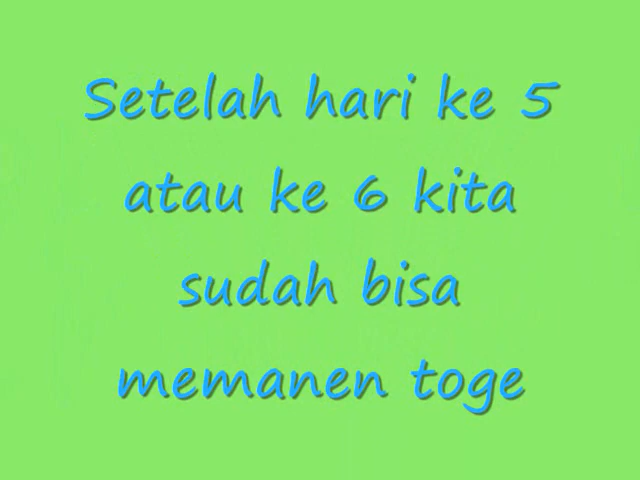 Setelah hari ke 5
atau ke 6 kita
sudah bisa
memanen toge